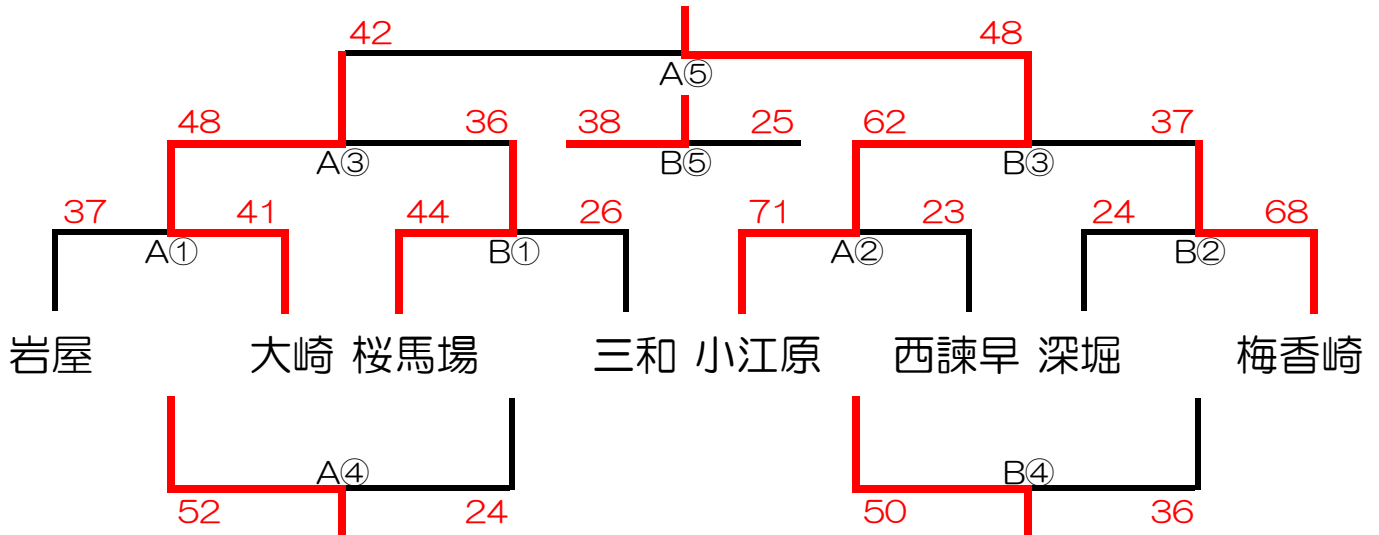 42 48
A⑤
48 36 38 25 62 37
A③ B⑤ B③
37 41 44 26 71 23 24 68
A① B① A② B②
岩屋 大崎 桜馬場 三和 小江原 西諫早 深堀 梅香崎
A④ B④
52 24 50 36